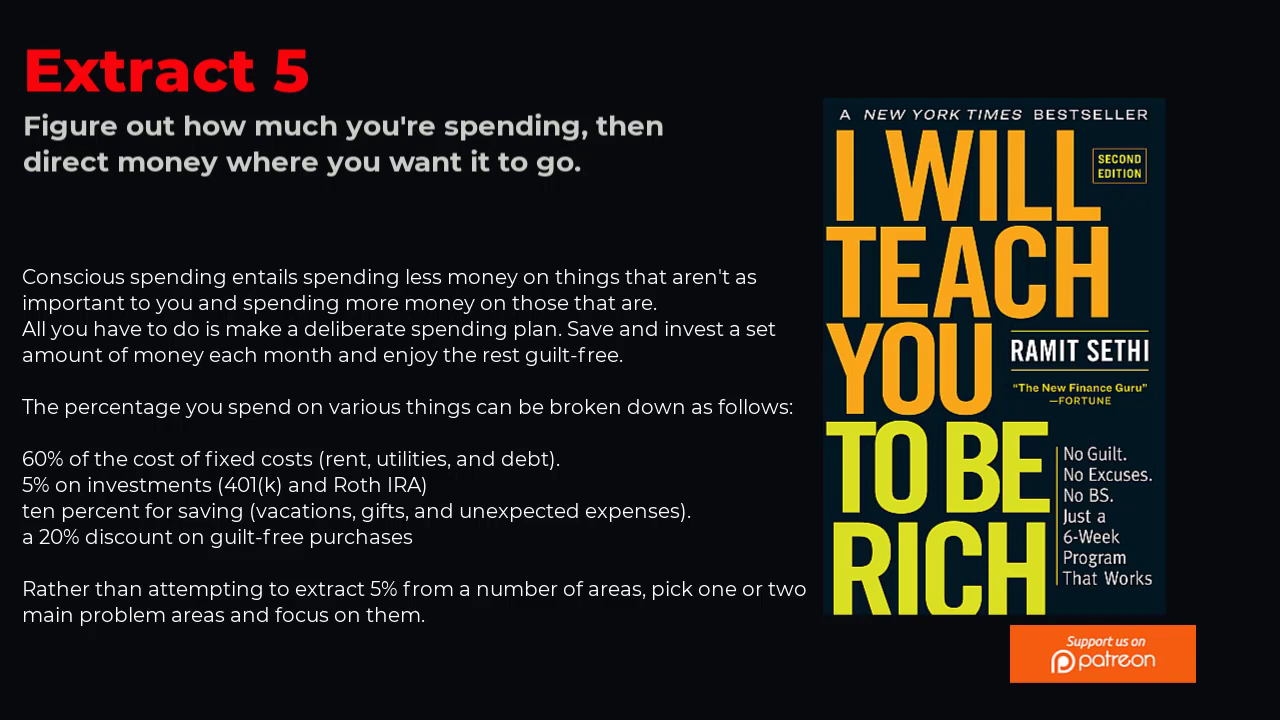 Extract 5
Figure out how much you're spending, then
direct money where you want it to go.
Conscious spending entails spending less money on things that aren't as
important to you and spending more money on those that are.
All you have to do is make a deliberate spending plan. Save and invest a set
amount of money each month and enjoy the rest guilt-free.
The percentage you spend on various things can be broken down as follows:
60% of the cost of fixed costs (rent, utilities, and debt).
5% on investments (401(k) and Roth IRA)
ten percent for saving (vacations, gifts, and unexpected expenses).
a 20% discount on guilt-free purchases
Rather than attempting to extract 5% from a number of areas, pick one or two
main problem areas and focus on them.
A NEW YORK TIMES BESTSELLER
I WILL
SECOND
EDITION
TEACH
YOU
RAMIT SETHI
“The New Finance Guru”
—FORTUNE
TO BE
RICH
No Guilt.
No Excuses.
No BS.
Just a
6-Week
Program
That Works
Support us on
patreon